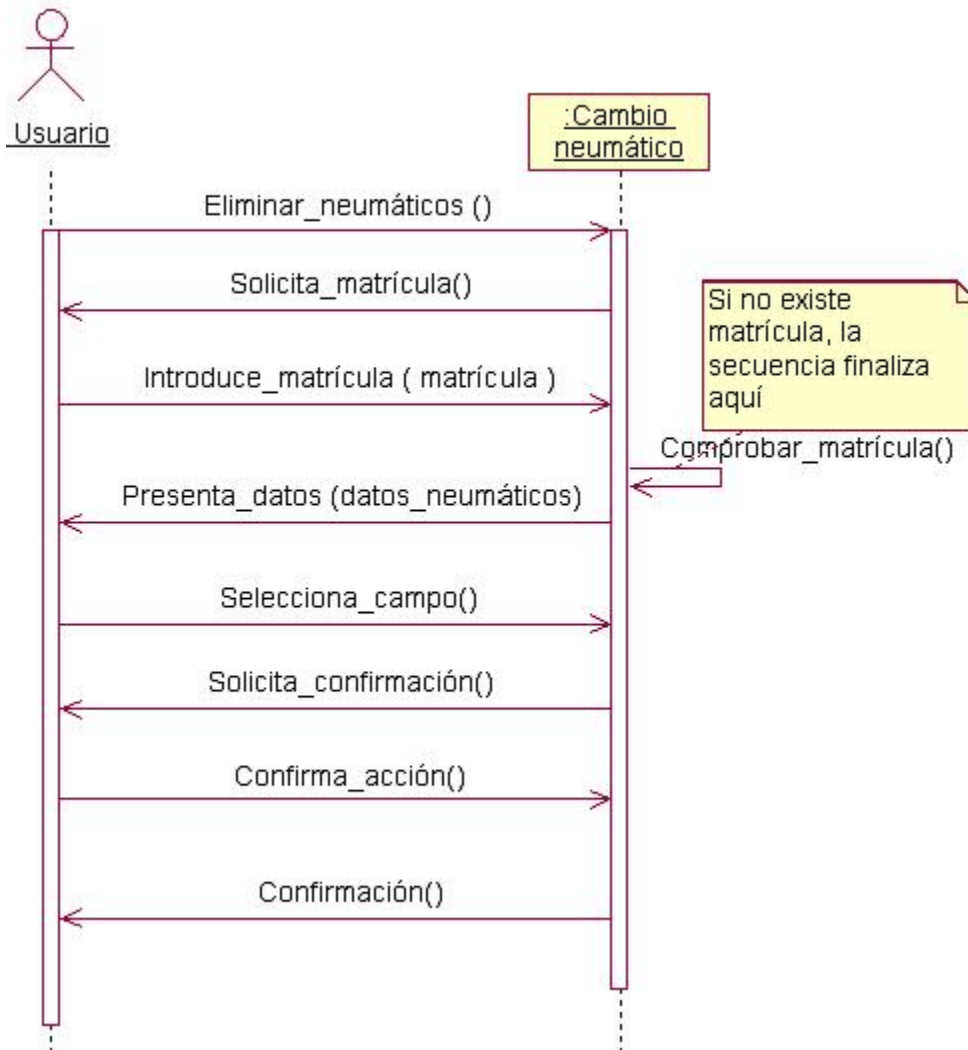 Usuario
:Cambio
neumático
Eliminar_neumáticos ()
Solicita_matrícula()
Si no existe
matrícula, la
secuencia finaliza
aquí
Introduce_matrícula ( matrícula )
Comprobar_matrícula()
Presenta_datos (datos_neumáticos)
Selecciona_campo()
Solicita_confirmación()
Confirma_acción()
Confirmación()